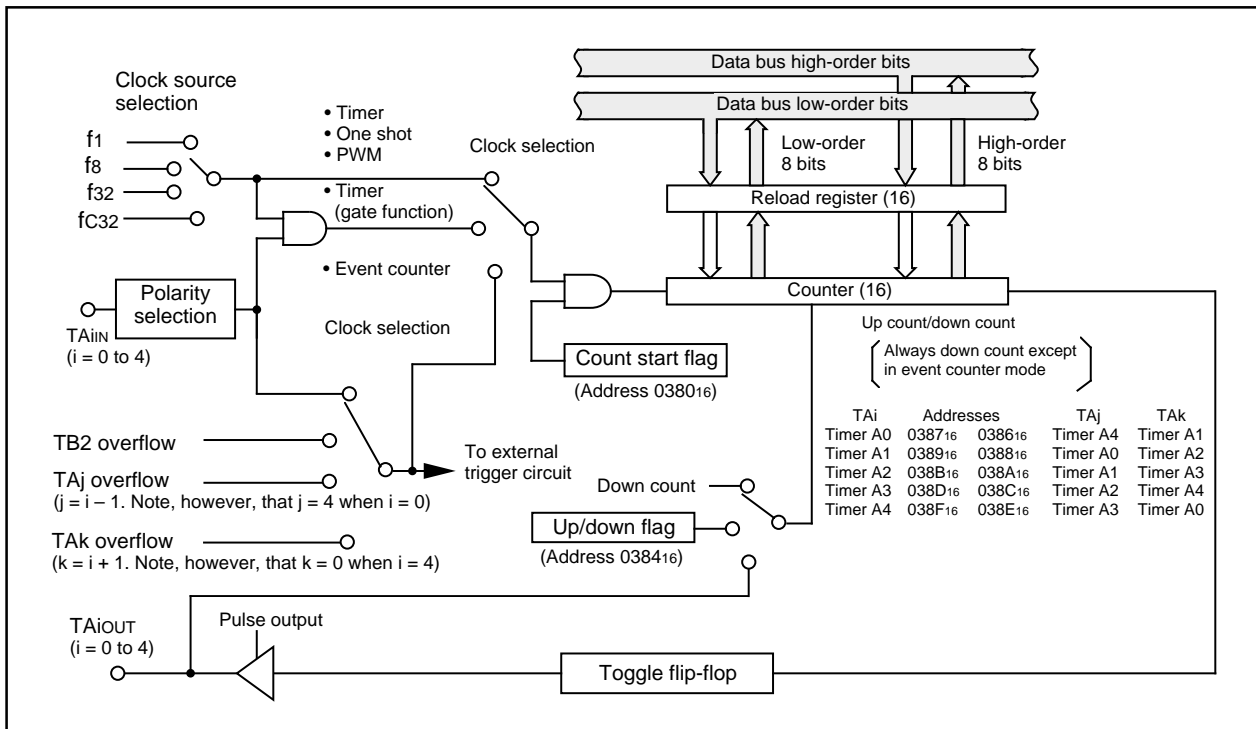 Clock source
selection
f1
f8
f32
fC32
• Timer
• One shot
• PWM
• Timer
(gate function)
• Event counter
Clock selection
Data bus high-order bits
Data bus low-order bits
Low-order
8 bits
High-order
8 bits
Reload register (16)
Counter (16)
Polarity
selection
TAiIN
(i = 0 to 4)
Clock selection
Count start flag
(Address 038016)
Up count/down count
Always down count except
in event counter mode
TAi Addresses TAj TAk
Timer A0 038716 038616 Timer A4 Timer A1
Timer A1 038916 038816 Timer A0 Timer A2
Timer A2 038B16 038A16 Timer A1 Timer A3
Timer A3 038D16 038C16 Timer A2 Timer A4
Timer A4 038F16 038E16 Timer A3 Timer A0
TB2 overflow
TAj overflow
(j = i – 1. Note, however, that j = 4 when i = 0)
TAk overflow
(k = i + 1. Note, however, that k = 0 when i = 4)
To external
trigger circuit
Down count
Up/down flag
(Address 038416)
TAiOUT
(i = 0 to 4)
Pulse output
Toggle flip-flop